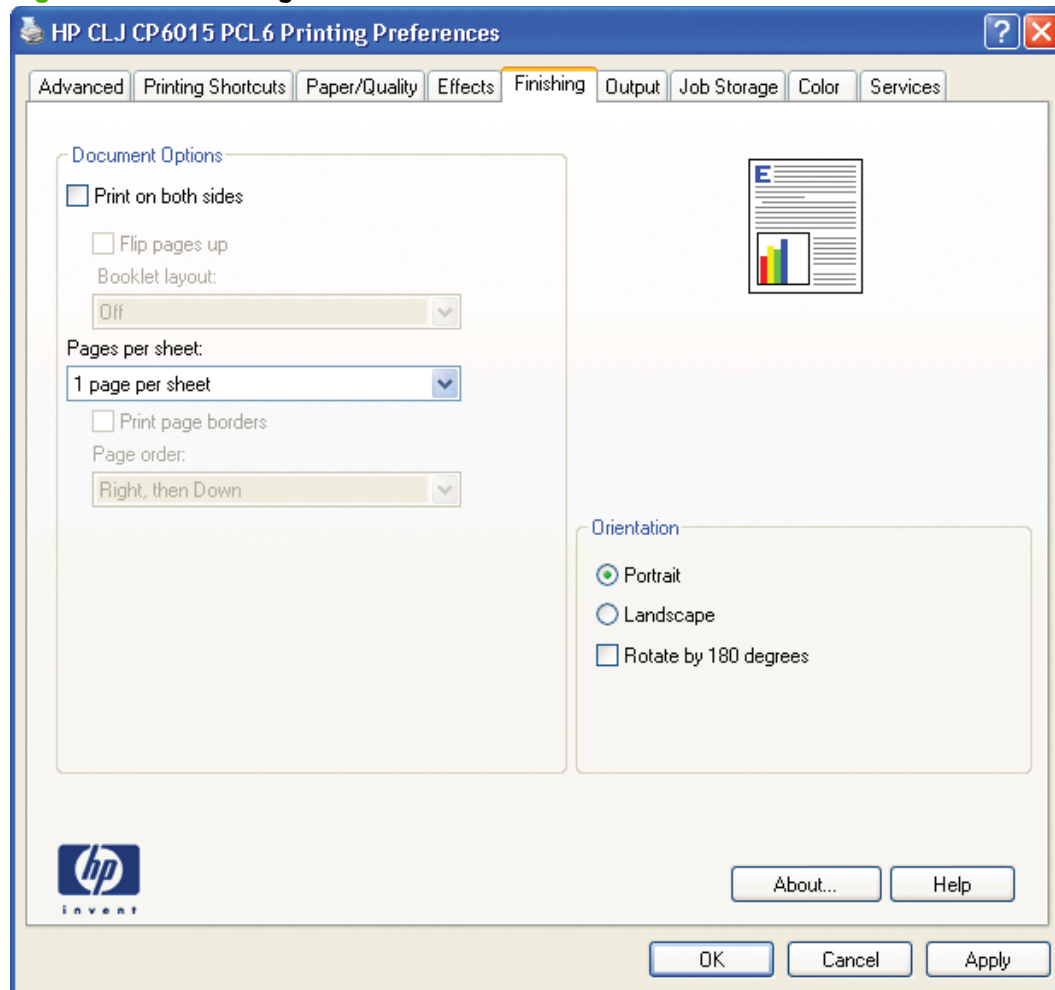 HP CLJ CP6015 PCL6 Printing Preferences
Advanced Printing Shortcuts Paper/Quality Effects Finishing Output Job Storage Color Services
Document Options
Print on both sides
Flip pages up
Booklet layout:
Off
Pages per sheet:
1 page per sheet
Print page borders
Page order:
Right, then Down
E
Orientation
Portrait
Landscape
Rotate by 180 degrees
hp
invent
About... Help
OK Cancel Apply